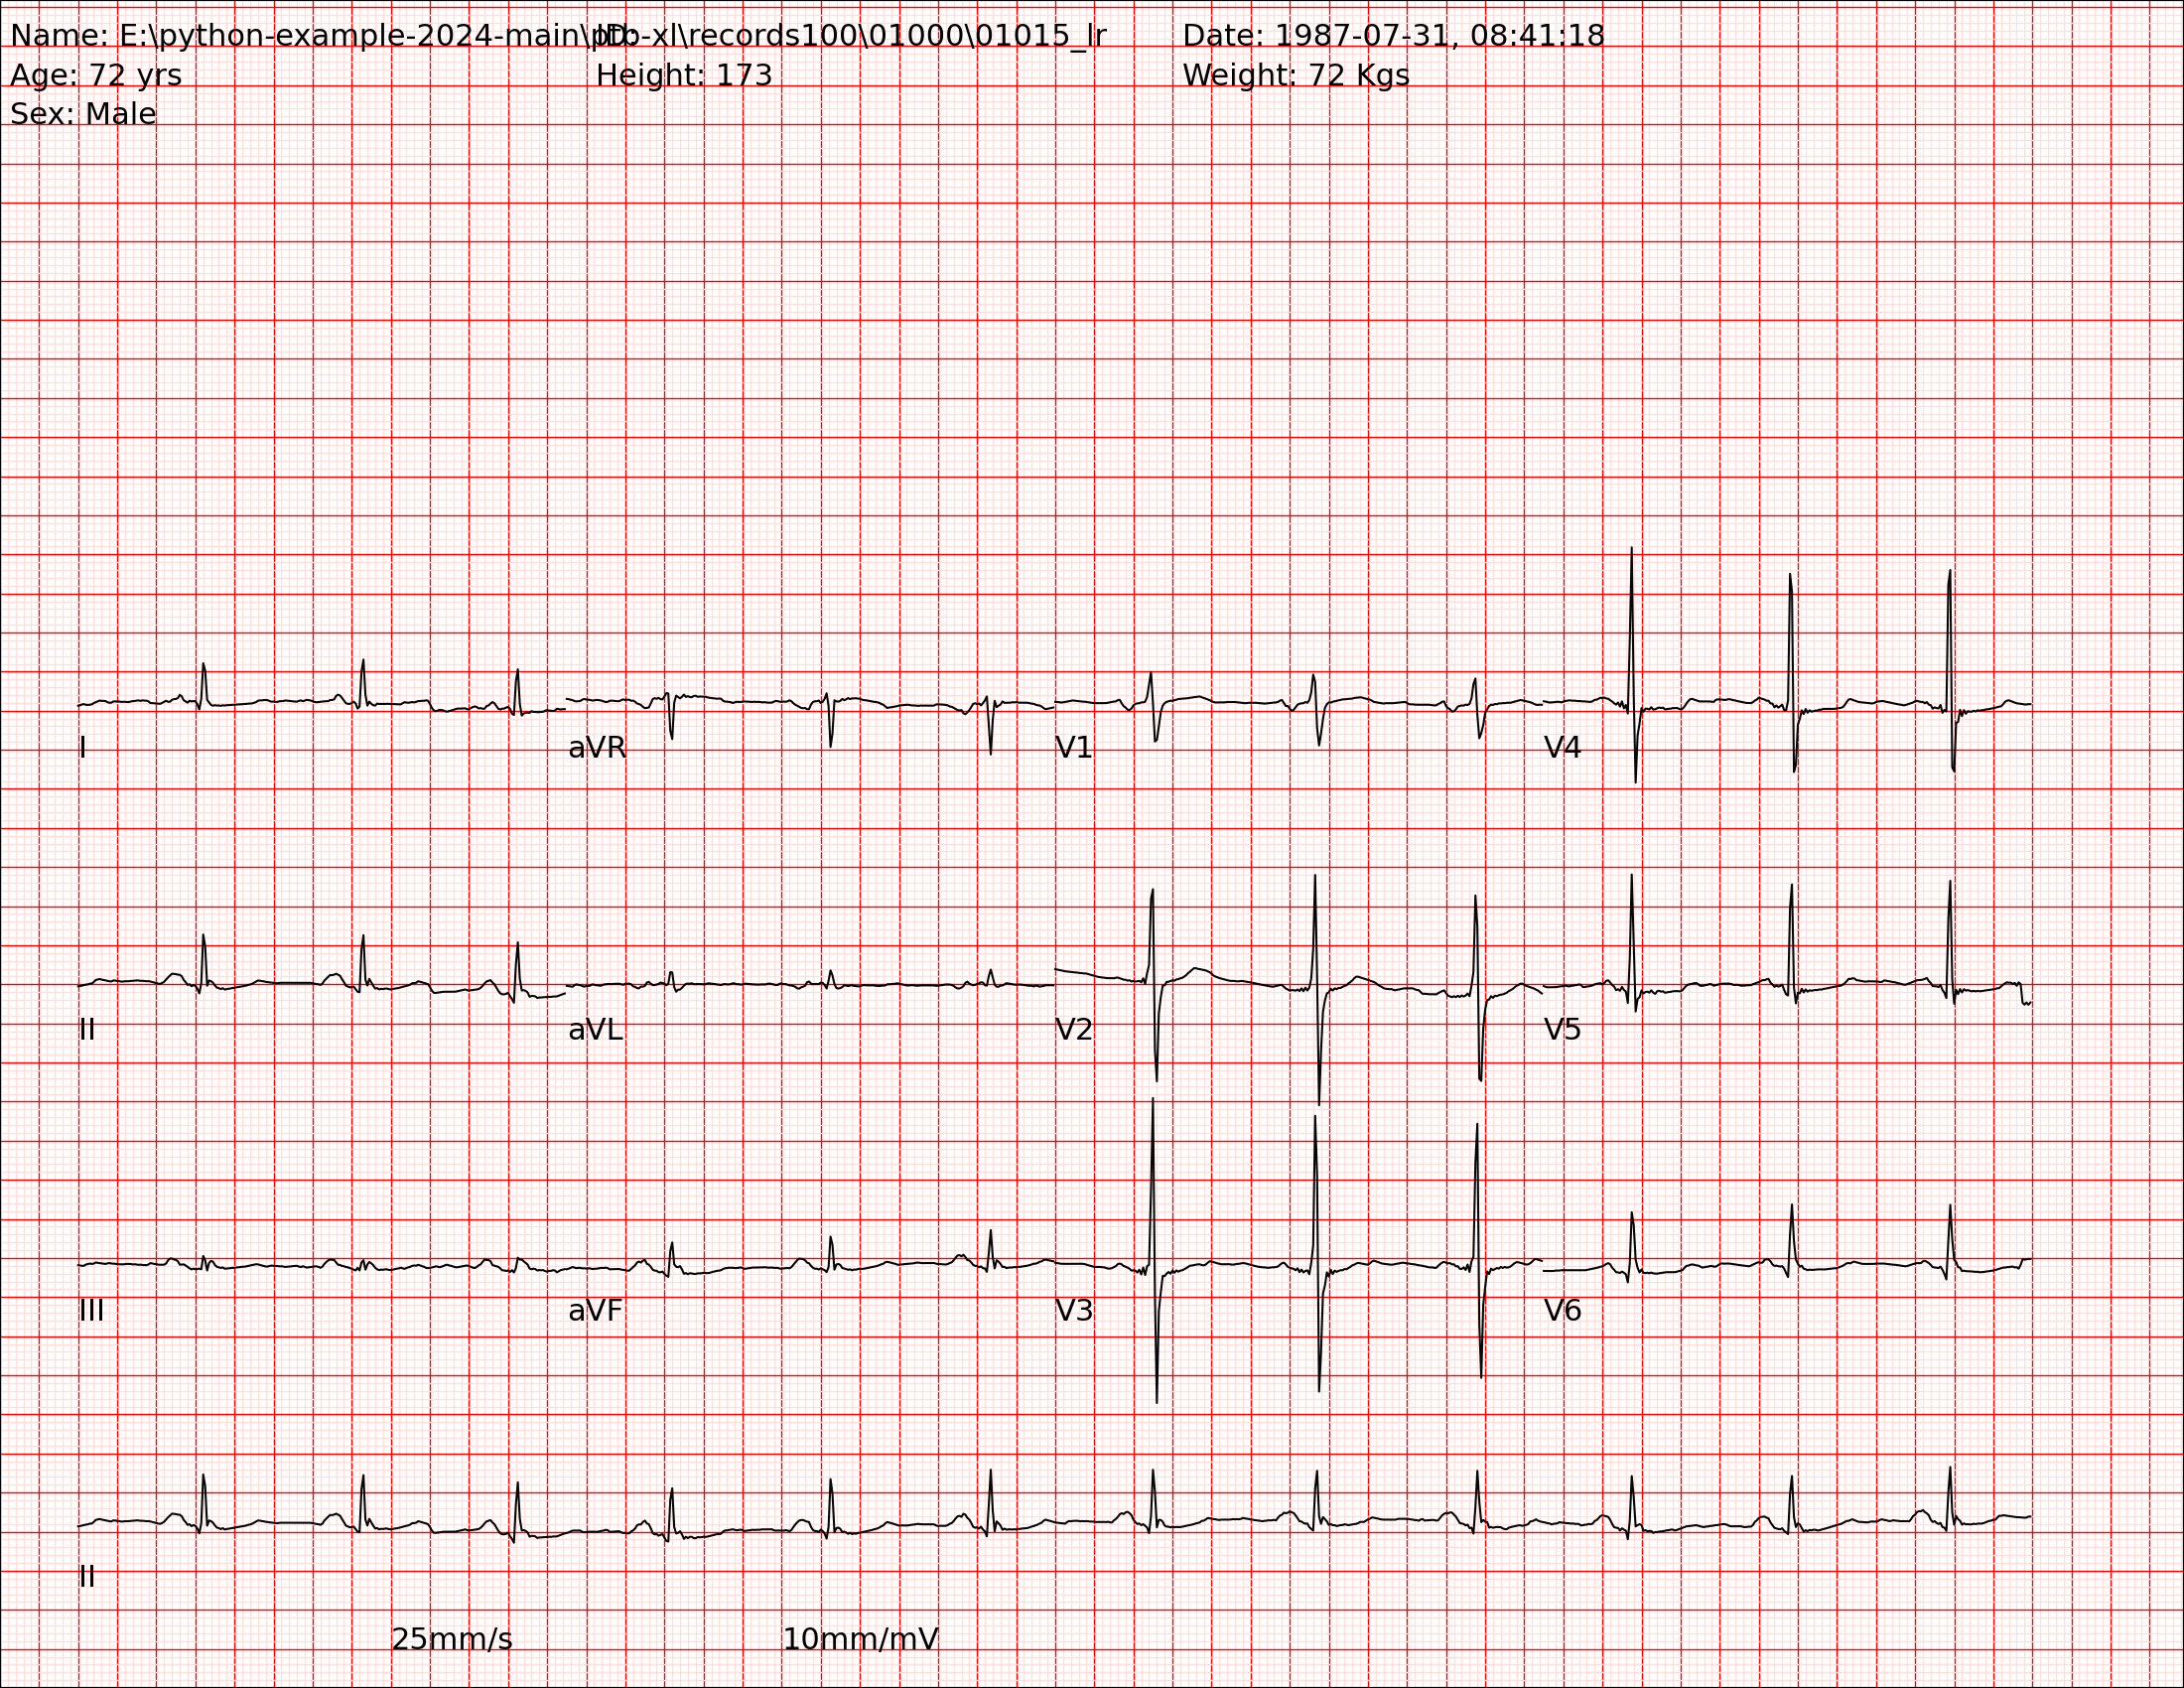 Name: E:\python-example-2024-main\ptb-xl\records100\01000\01015_lr ID: Date: 1987-07-31, 08:41:18
Age: 72 yrs Height: 173 Weight: 72 Kgs
Sex: Male
I aVR V1 V4
II aVL V2 V5
III aVF V3 V6
II
25mm/s 10mm/mV